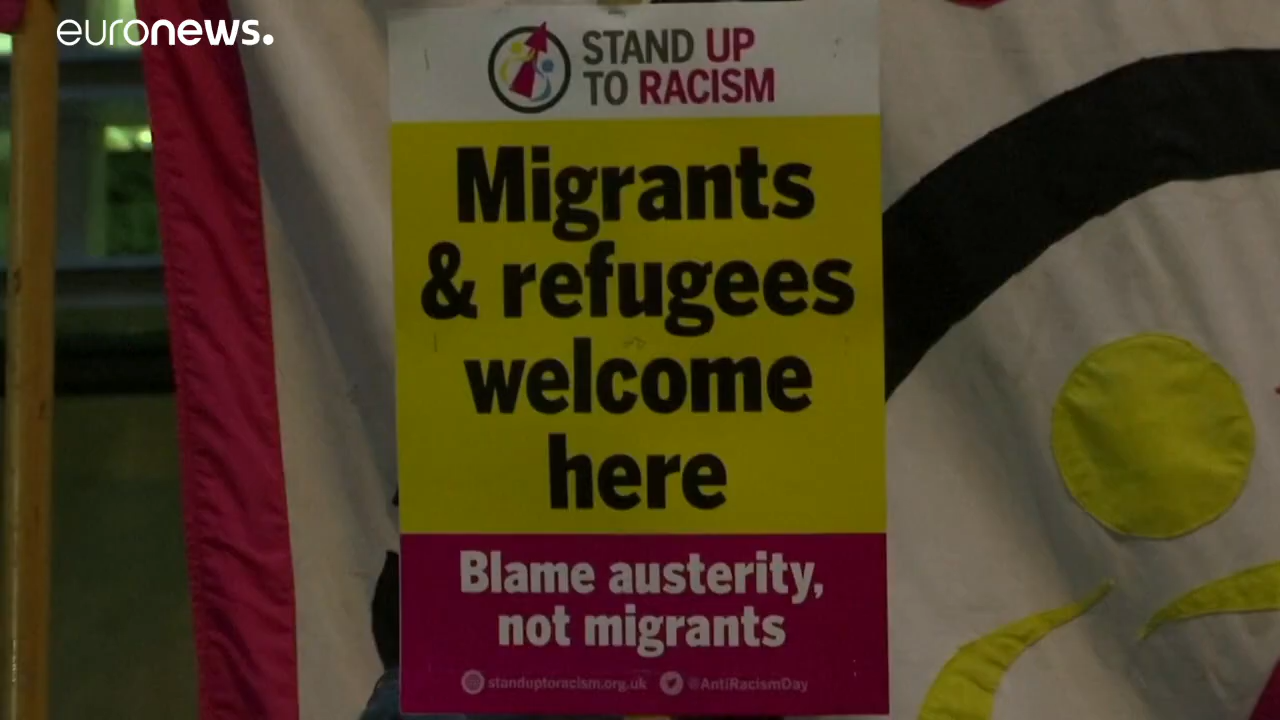 euronews.
STAND UP
TO RACISM
Migrants
& refugees
welcome
here
Blame austerity,
not migrants
standuptoracism.org.uk @AntiRacismDay